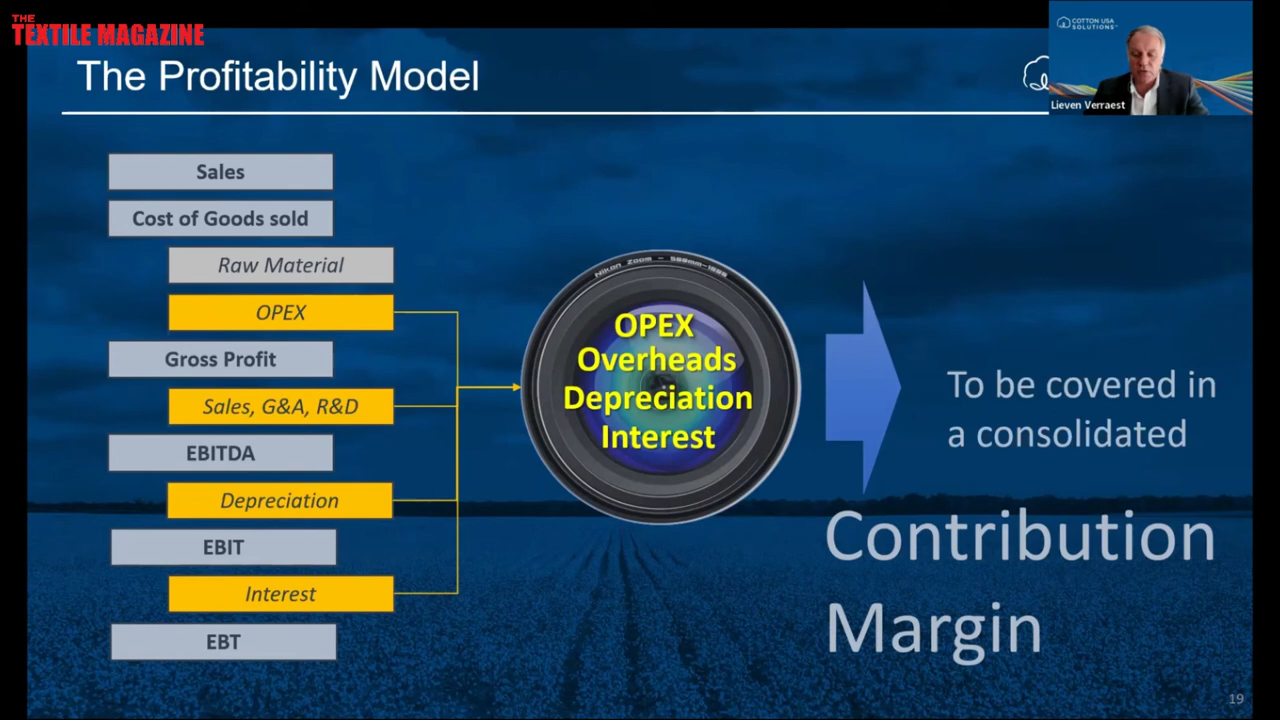 THE
TEXTILE MAGAZINE
The Profitability Model
COTTON USA
SOLUTIONS
Lieven Verraest
Sales
Cost of Goods sold
Raw Material
OPEX
Gross Profit
Sales, G&A, R&D
EBITDA
Depreciation
EBIT
Interest
EBT
OPEX
Overheads
Depreciation
Interest
To be covered in
a consolidated
Contribution
Margin
19